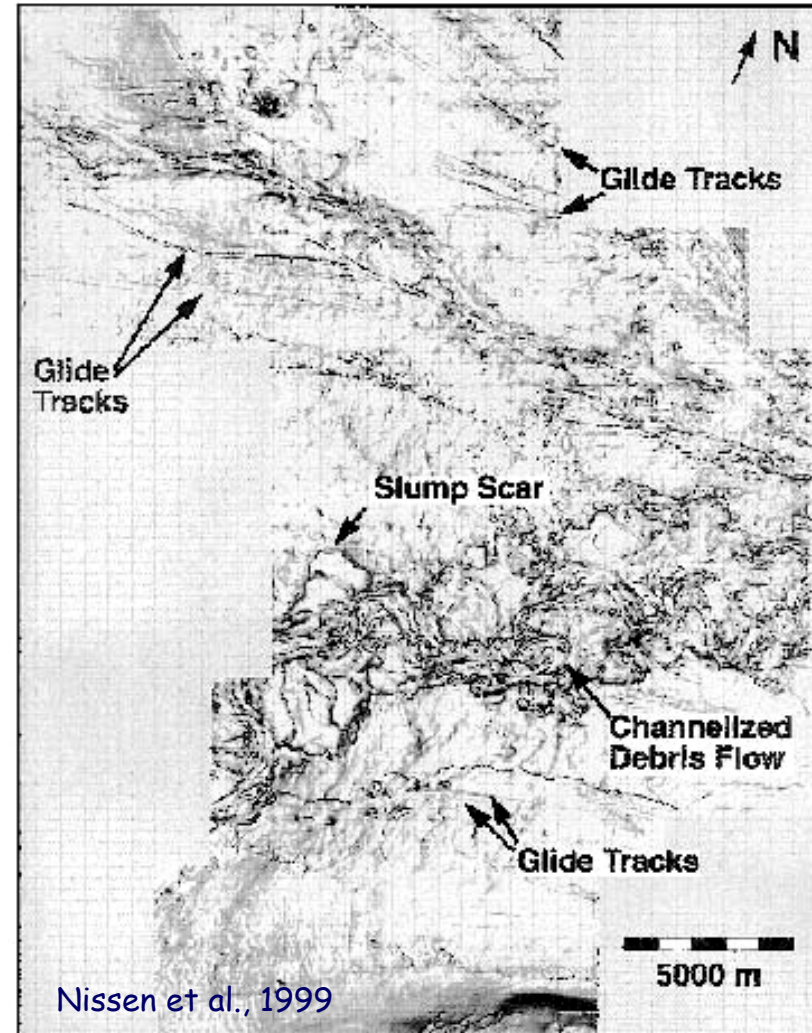 N
Glide Tracks
Glide
Tracks
Slump Scar
Channelized
Debris Flow
Glide Tracks
5000 m
Nissen et al., 1999